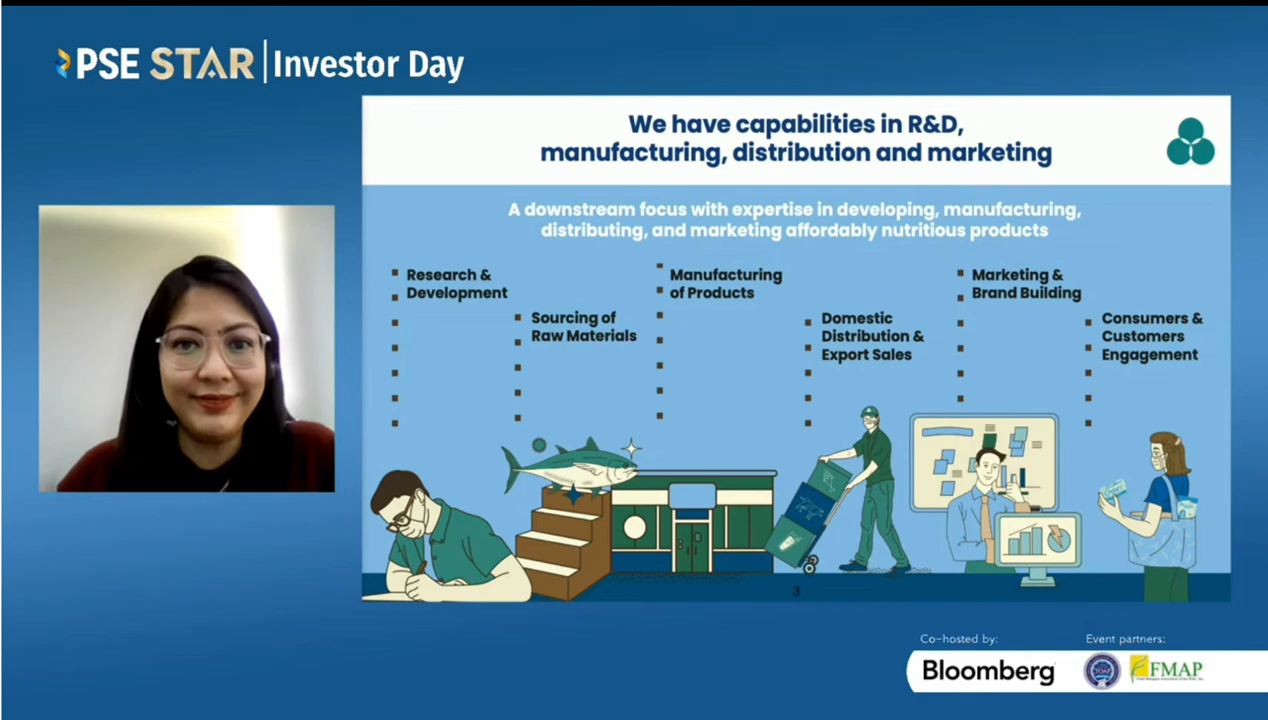 PSE STAR | Investor Day
We have capabilities in R&D,
manufacturing, distribution and marketing
A downstream focus with expertise in developing, manufacturing,
distributing, and marketing affordably nutritious products
Research &
Development
Sourcing of
Raw Materials
Manufacturing
of Products
Domestic
Distribution &
Export Sales
Marketing &
Brand Building
Consumers &
Customers
Engagement
3
Co-hosted by:
Event partners:
Bloomberg
FMAP